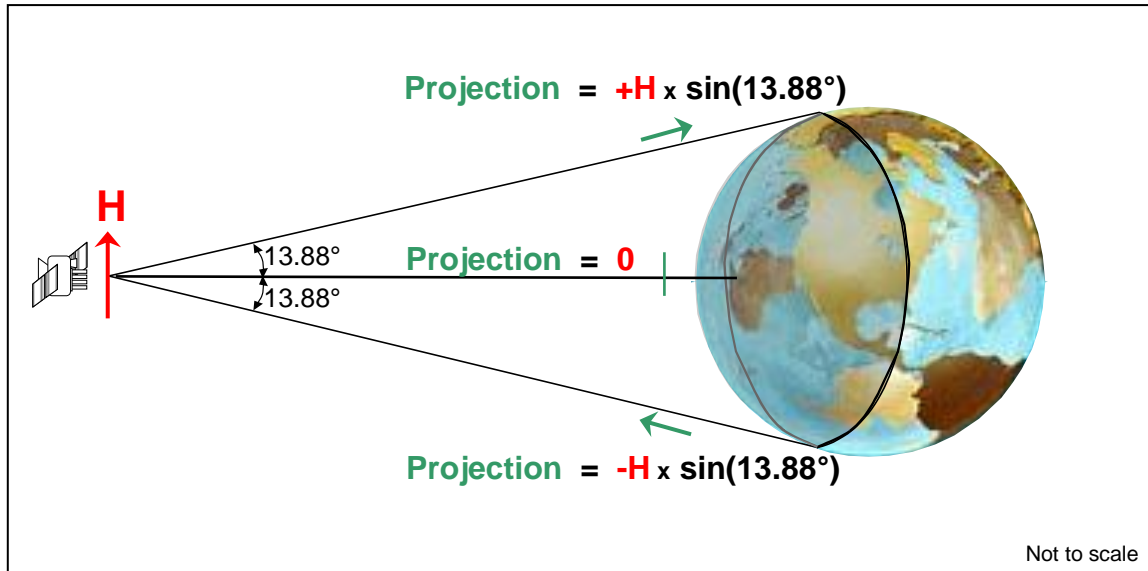 Projection = +H x sin(13.88°)
H
13.88°
Projection = 0
13.88°
Projection = -H x sin(13.88°)
Not to scale